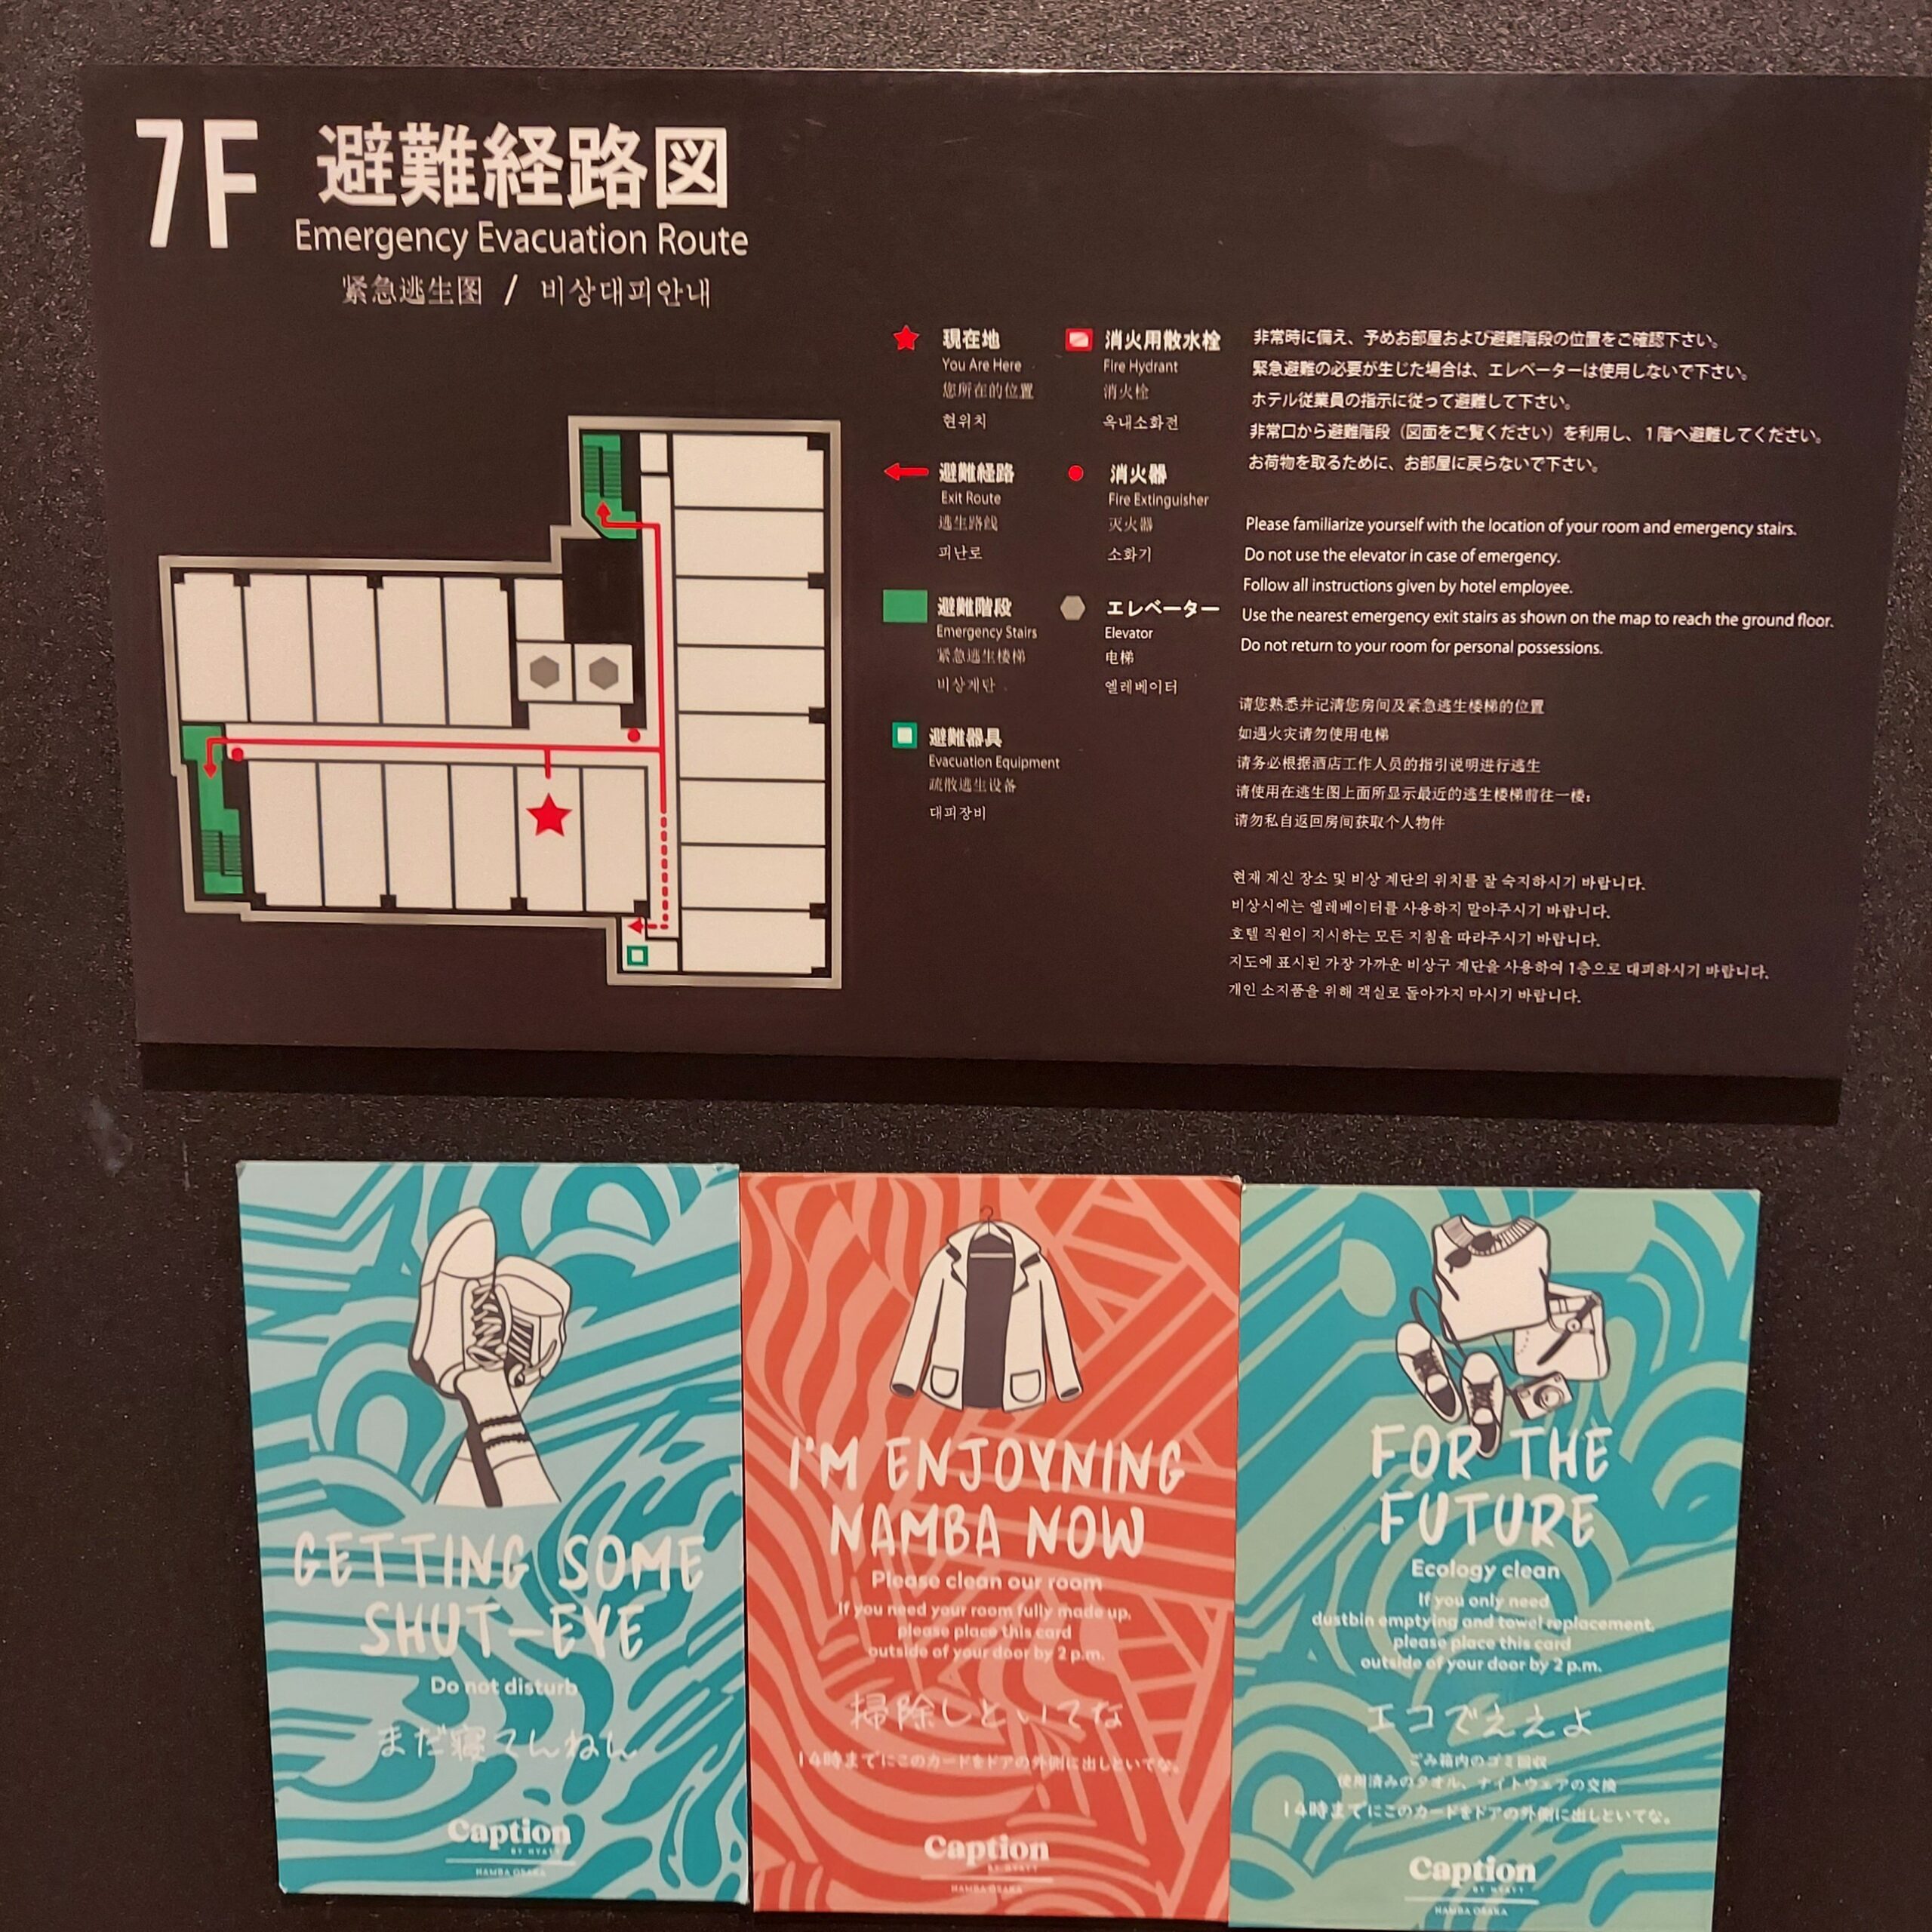 7F 避難経路図
Emergency Evacuation Route
紧急逃生图 / 비상대피안내
現在地
You Are Here
您所在的位置
현위치
避難経路
Exit Route
逃生路线
피난로
避難階段
Emergency Stairs
紧急逃生楼梯
비상계단
避難器具
Evacuation Equipment
疏散逃生设备
대피장비
消火用散水栓
Fire Hydrant
消火栓
옥내소화전
消火器
Fire Extinguisher
灭火器
소화기
エレベーター
Elevator
电梯
엘레베이터
非常時に備え、予めお部屋および避難階段の位置をご確認下さい。
緊急避難の必要が生じた場合は、エレベーターは使用しないで下さい。
ホテル従業員の指示に従って避難して下さい。
非常口から避難階段（図面をご覧ください）を利用し、1階へ避難してください。
お荷物を取るために、お部屋に戻らないで下さい。
Please familiarize yourself with the location of your room and emergency stairs.
Do not use the elevator in case of emergency.
Follow all instructions given by hotel employee.
Use the nearest emergency exit stairs as shown on the map to reach the ground floor.
Do not return to your room for personal possessions.
请您熟悉并记清您房间及紧急逃生楼梯的位置
如遇火灾请勿使用电梯
请务必根据酒店工作人员的指引说明进行逃生
请使用在逃生图上面所显示最近的逃生楼梯前往一楼;
请勿私自返回房间获取个人物件
현재 계신 장소 및 비상 계단의 위치를 잘 숙지하시기 바랍니다.
비상시에는 엘레베이터를 사용하지 말아주시기 바랍니다.
호텔 직원이 지시하는 모든 지침을 따라주시기 바랍니다.
지도에 표시된 가장 가까운 비상구 계단을 사용하여 1층으로 대피하시기 바랍니다.
개인 소지품을 위해 객실로 돌아가지 마시기 바랍니다.
GETTING SOME
SHUT-EYE
Do not disturb
まだ寝てんねん
Caption
BY HYATT
NAMBA OSAKA
I'M ENJOYNING
NAMBA NOW
Please clean our room
If you need your room fully made up,
please place this card
outside of your door by 2 p.m.
掃除しといてな
14時までにこのカードをドアの外側に出しといてな。
Caption
BY HYATT
NAMBA OSAKA
FOR THE
FUTURE
Ecology clean
If you only need
dustbin emptying and towel replacement,
please place this card
outside of your door by 2 p.m.
エコでええよ
ごみ箱内のゴミ回収
使用済みのタオル、ナイトウェアの交換
14時までにこのカードをドアの外側に出しといてな。
Caption
BY HYATT
NAMBA OSAKA